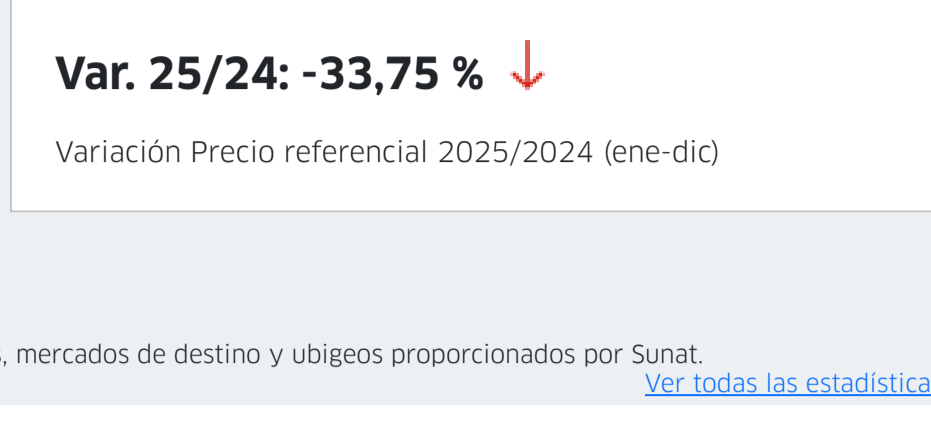 Var. 25/24: -33,75 %
Variación Precio referencial 2025/2024 (ene-dic)
, mercados de destino y ubigeos proporcionados por Sunat.
Ver todas las estadística